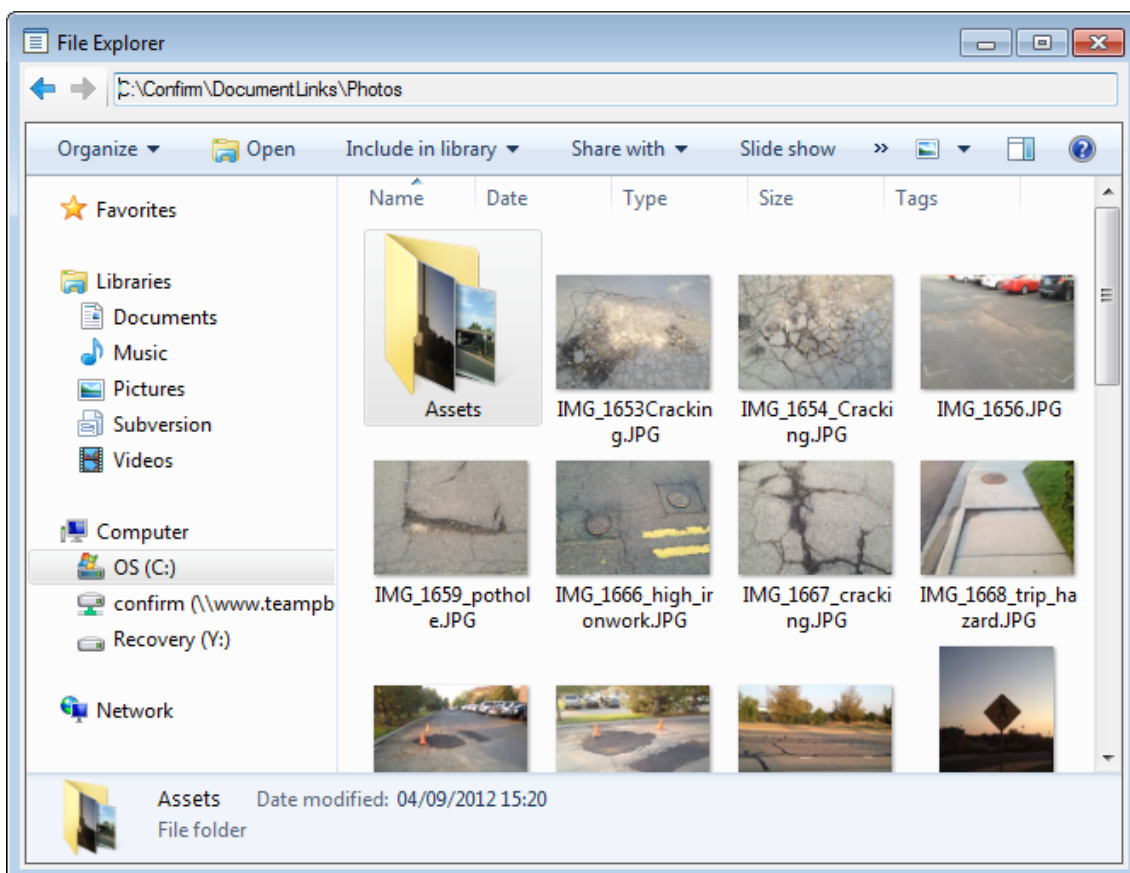 File Explorer
C:\Confirm\DocumentLinks\Photos
Organize Open Include in library Share with Slide show »
Favorites
Libraries
Documents
Music
Pictures
Subversion
Videos
Computer
OS (C:)
confirm (\\www.teampb
Recovery (Y:)
Network
Name Date Type Size Tags
Assets
IMG_1653Crackin
g.JPG
IMG_1654_Cracki
ng.JPG
IMG_1656.JPG
IMG_1659_pothol
e.JPG
IMG_1666_high_ir
onwork.JPG
IMG_1667_cracki
ng.JPG
IMG_1668_trip_ha
zard.JPG
Assets Date modified: 04/09/2012 15:20
File folder